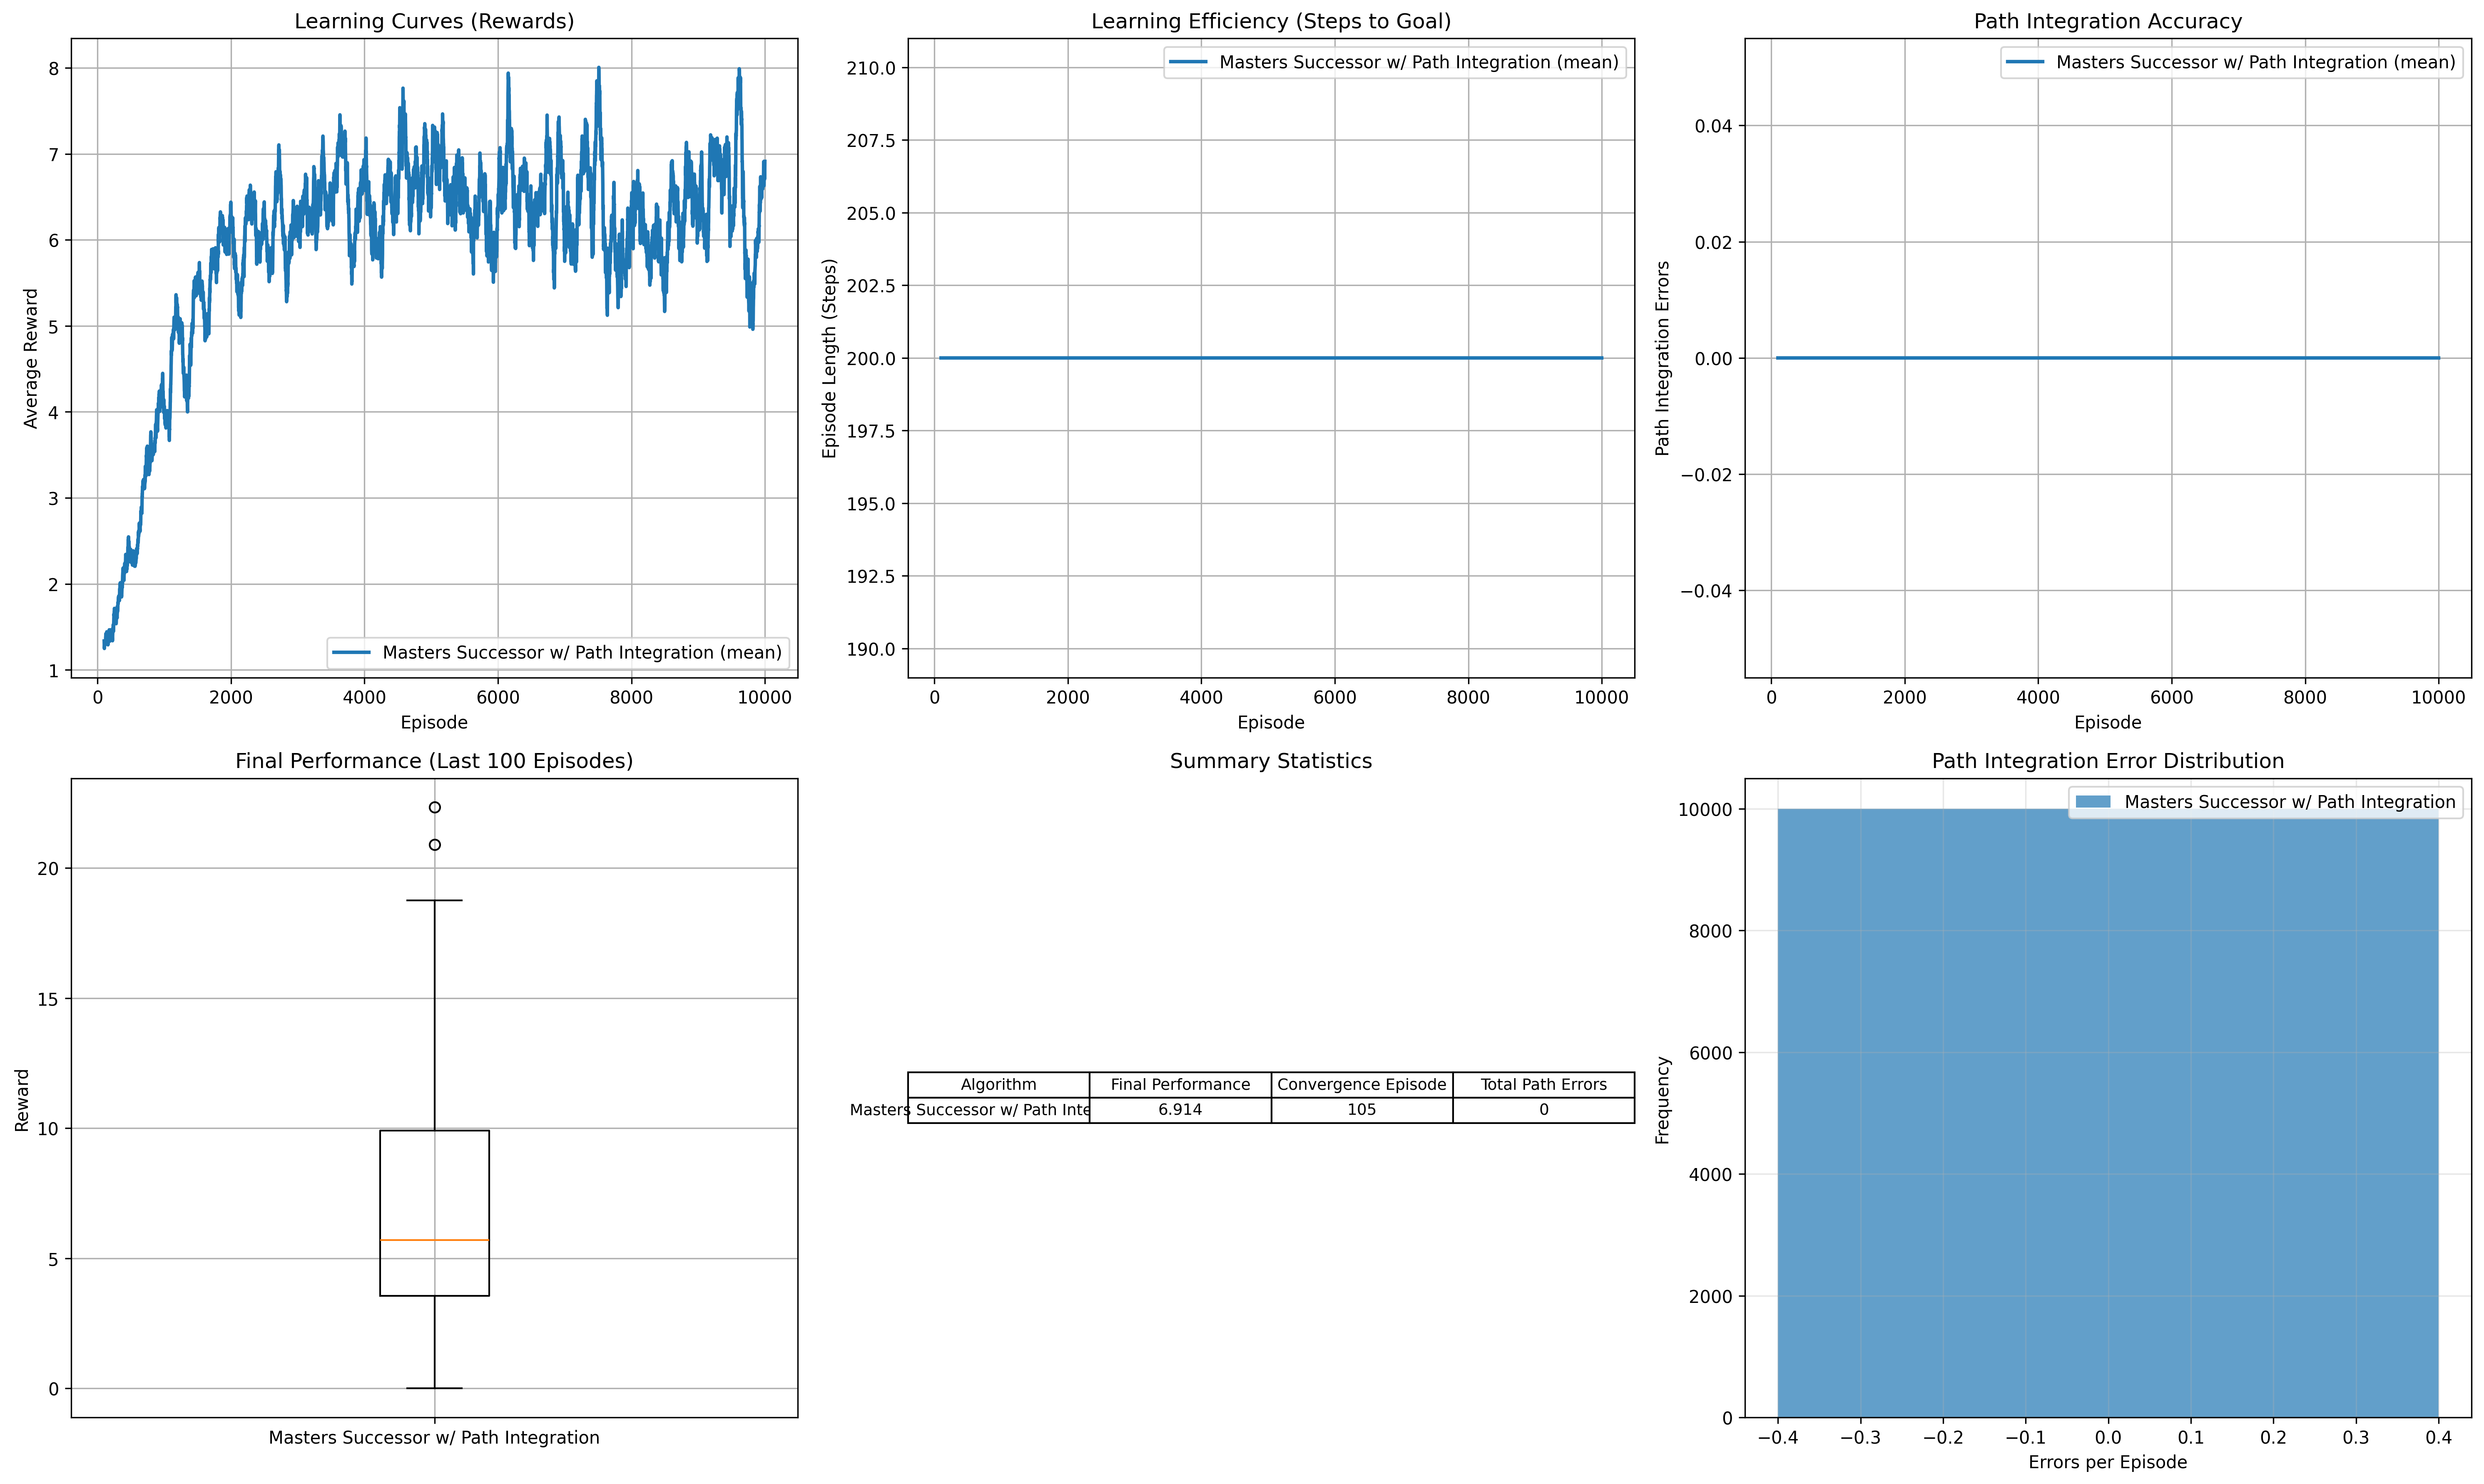 Learning Curves (Rewards)
8
7
6
5
4
3
2
1
Average Reward
Masters Successor w/ Path Integration (mean)
0 2000 4000 6000 8000 10000
Episode
Learning Efficiency (Steps to Goal)
Masters Successor w/ Path Integration (mean)
210.0
207.5
205.0
202.5
200.0
197.5
195.0
192.5
190.0
Episode Length (Steps)
0 2000 4000 6000 8000 10000
Episode
Path Integration Accuracy
Masters Successor w/ Path Integration (mean)
0.04
0.02
0.00
−0.02
−0.04
Path Integration Errors
0 2000 4000 6000 8000 10000
Episode
Final Performance (Last 100 Episodes)
20
15
10
5
0
Reward
Masters Successor w/ Path Integration
Summary Statistics
Algorithm Final Performance Convergence Episode Total Path Errors
Masters Successor w/ Path Inte 6.914 105 0
Path Integration Error Distribution
Masters Successor w/ Path Integration
10000
8000
6000
4000
2000
0
Frequency
−0.4 −0.3 −0.2 −0.1 0.0 0.1 0.2 0.3 0.4
Errors per Episode